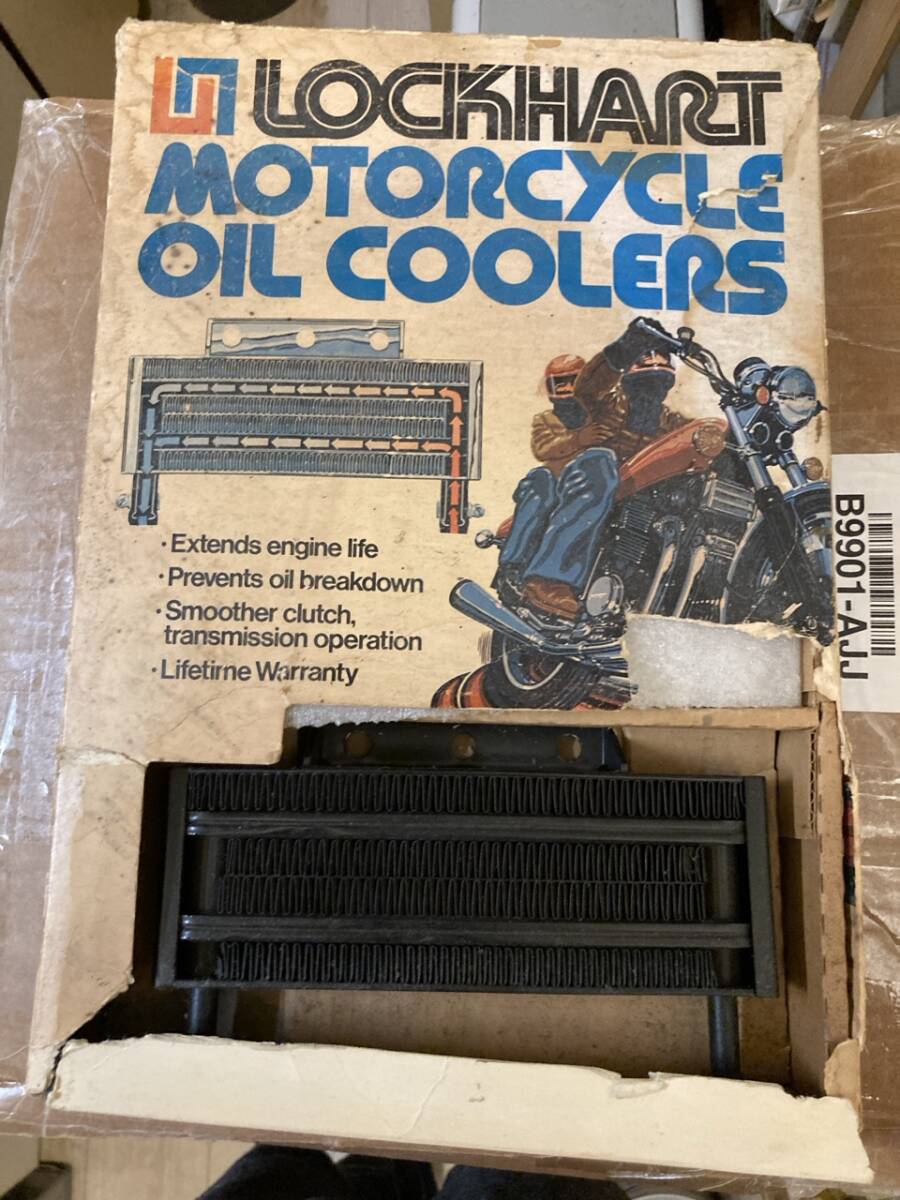 LOCKHART
MOTORCYCLE
OIL COOLERS
· Extends engine life
· Prevents oil breakdown
· Smoother clutch,
transmission operation
· Lifetime Warranty
B9901-AJJ